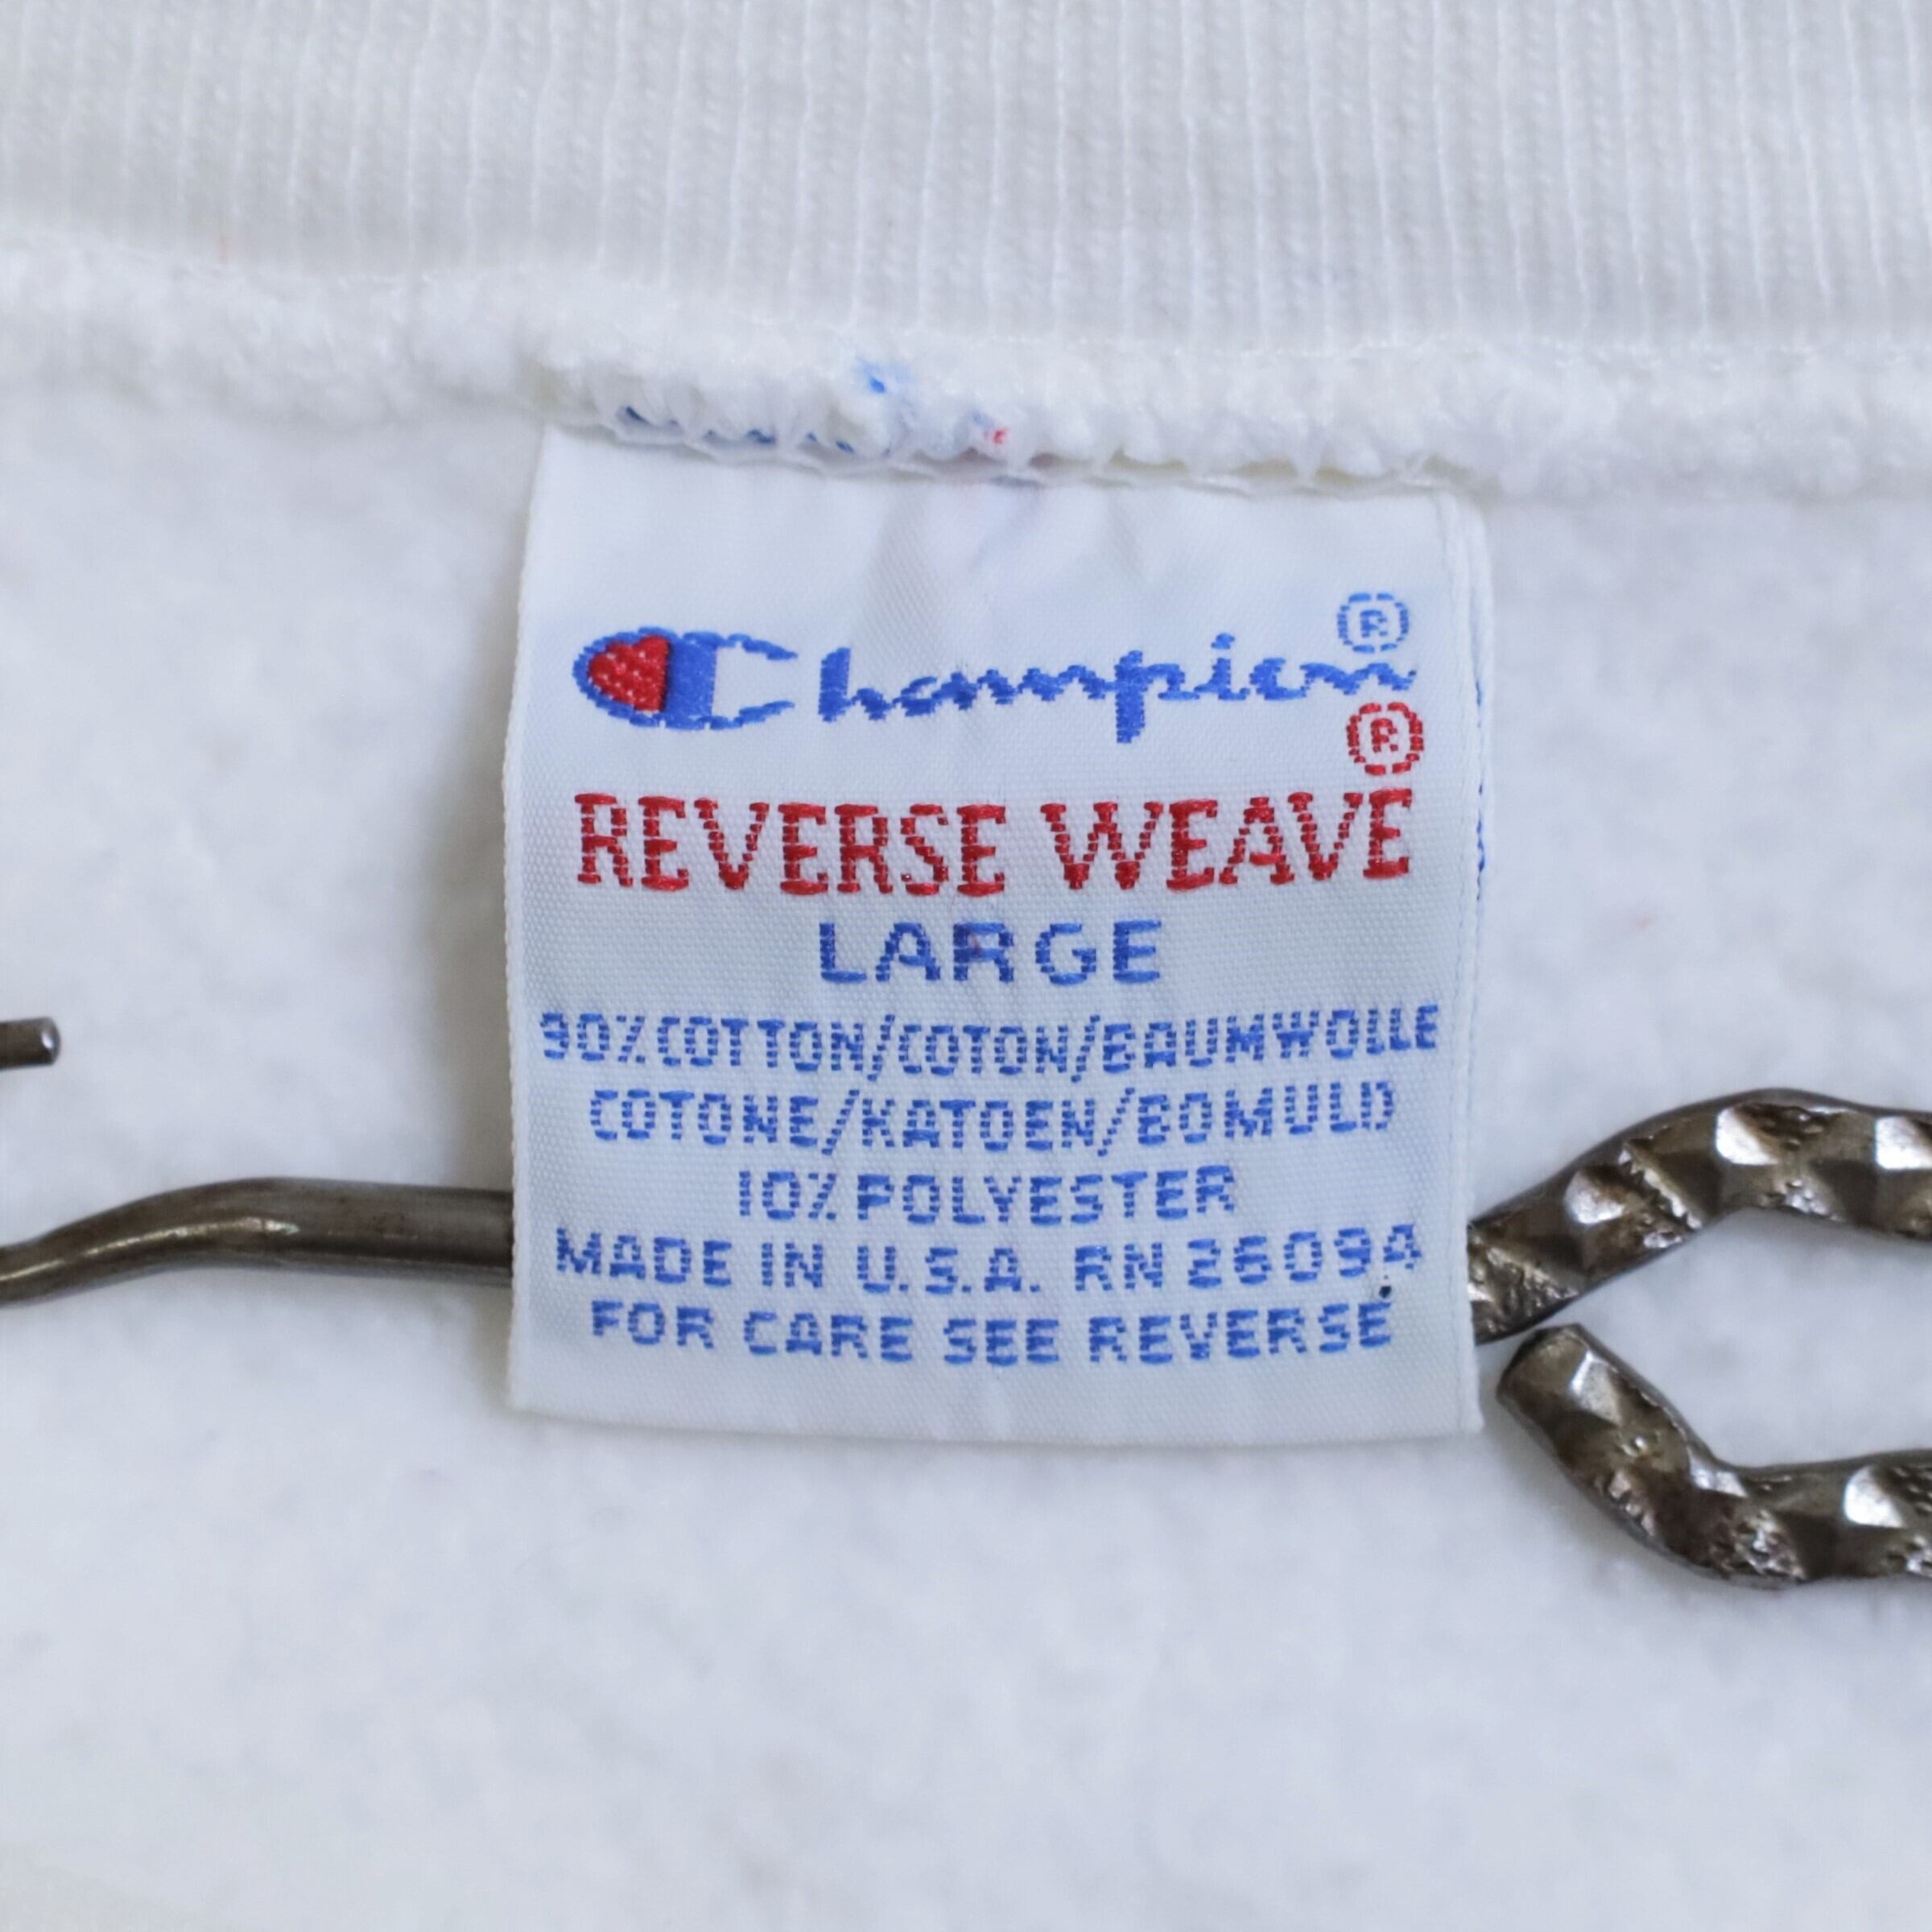 Champion®
®
REVERSE WEAVE
LARGE
90%COTTON/COTON/BAUMWOLLE
COTONE/KATOEN/BOMULD
10% POLYESTER
MADE IN U.S.A. RN 26094
FOR CARE SEE REVERSE